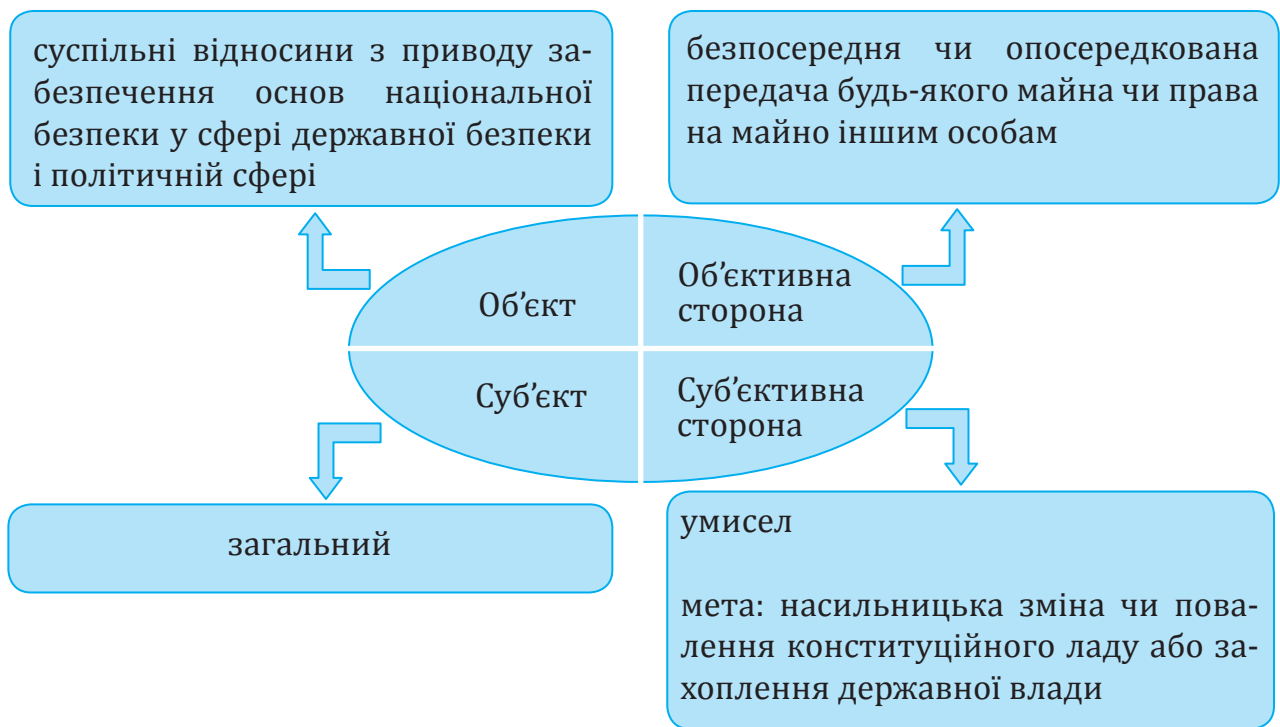 суспільні відносини з приводу за-
безпечення основ національної
безпеки у сфері державної безпеки
і політичній сфері
безпосередня чи опосередкована
передача будь-якого майна чи права
на майно іншим особам
Об’єкт
Об’єктивна
сторона
Суб’єкт
Суб’єктивна
сторона
загальний
умисел
мета: насильницька зміна чи пова-
лення конституційного ладу або за-
хоплення державної влади